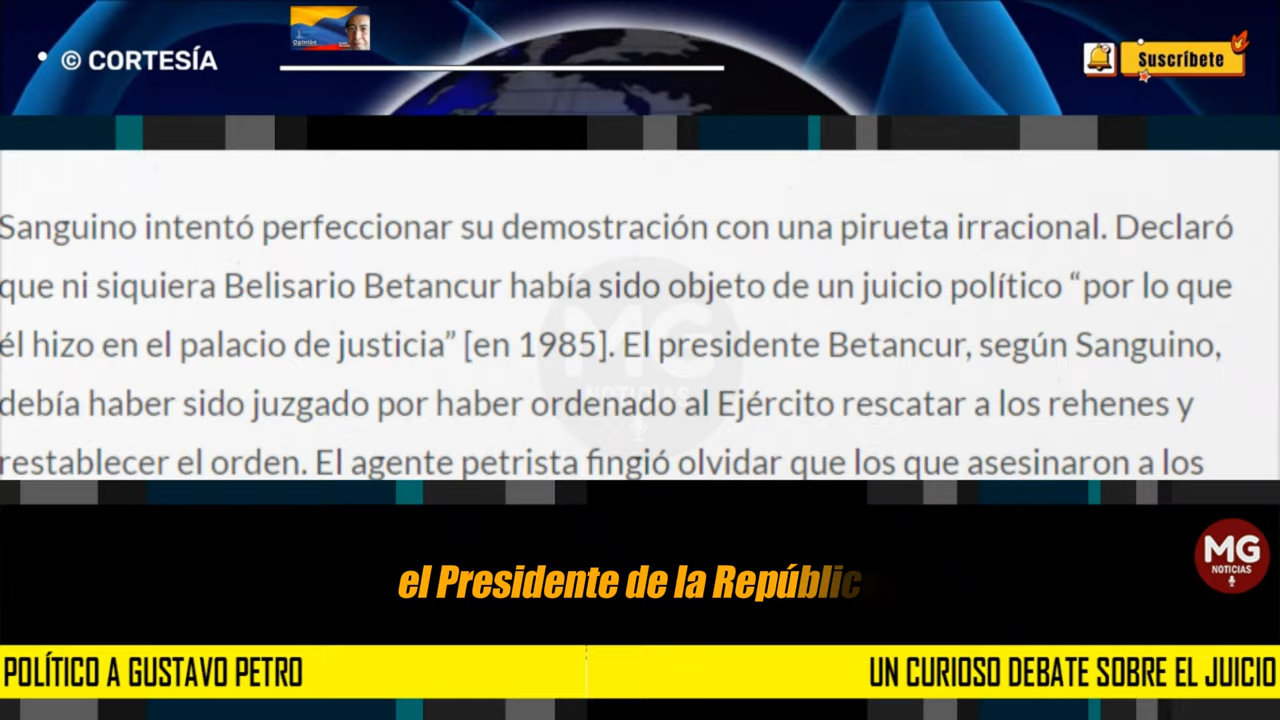 Opinión
© CORTESÍA
Suscríbete
Sanguino intentó perfeccionar su demostración con una pirueta irracional. Declaró
que ni siquiera Belisario Betancur había sido objeto de un juicio político “por lo que
él hizo en el palacio de justicia” [en 1985]. El presidente Betancur, según Sanguino,
debía haber sido juzgado por haber ordenado al Ejército rescatar a los rehenes y
restablecer el orden. El agente petrista fingió olvidar que los que asesinaron a los
MG
NOTICIAS
el Presidente de la Repúblic
MG
NOTICIAS
POLÍTICO A GUSTAVO PETRO
UN CURIOSO DEBATE SOBRE EL JUICIO